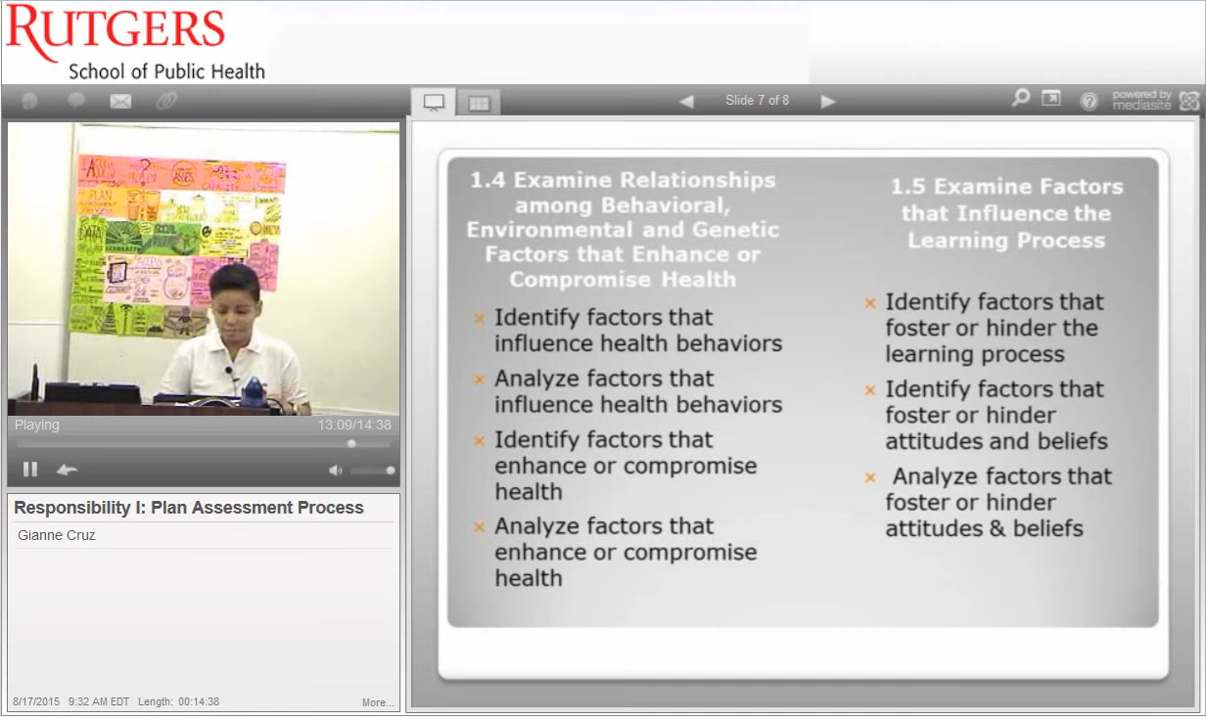 RUTGERS
School of Public Health
Slide 7 of 8
powered by
mediasite
ASSESS
?
PLAN
DATA
ACCESS
Playing
13:09/14:38
Responsibility I: Plan Assessment Process
Gianne Cruz
8/17/2015 9:32 AM EDT Length: 00:14:38
More...
1.4 Examine Relationships
among Behavioral,
Environmental and Genetic
Factors that Enhance or
Compromise Health
× Identify factors that
influence health behaviors
× Analyze factors that
influence health behaviors
× Identify factors that
enhance or compromise
health
× Analyze factors that
enhance or compromise
health
1.5 Examine Factors
that Influence the
Learning Process
× Identify factors that
foster or hinder the
learning process
× Identify factors that
foster or hinder
attitudes and beliefs
× Analyze factors that
foster or hinder
attitudes & beliefs